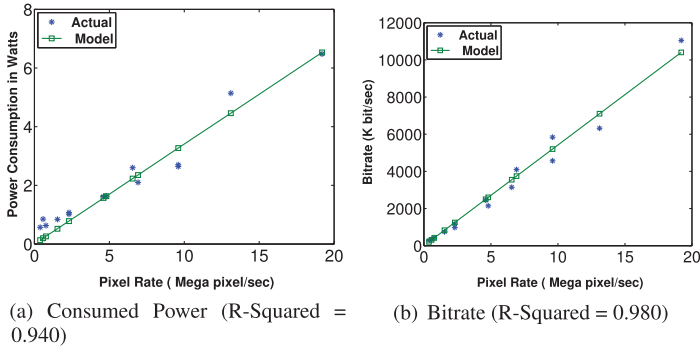 8
6
4
2
0
Power Consumption in Watts
Actual
Model
0
5
10
15
20
Pixel Rate ( Mega pixel/sec)
(a) Consumed Power (R-Squared =
0.940)
12000
10000
8000
6000
4000
2000
0
Bitrate (K bit/sec)
Actual
Model
0
5
10
15
20
Pixel Rate ( Mega pixel/sec)
(b) Bitrate (R-Squared = 0.980)